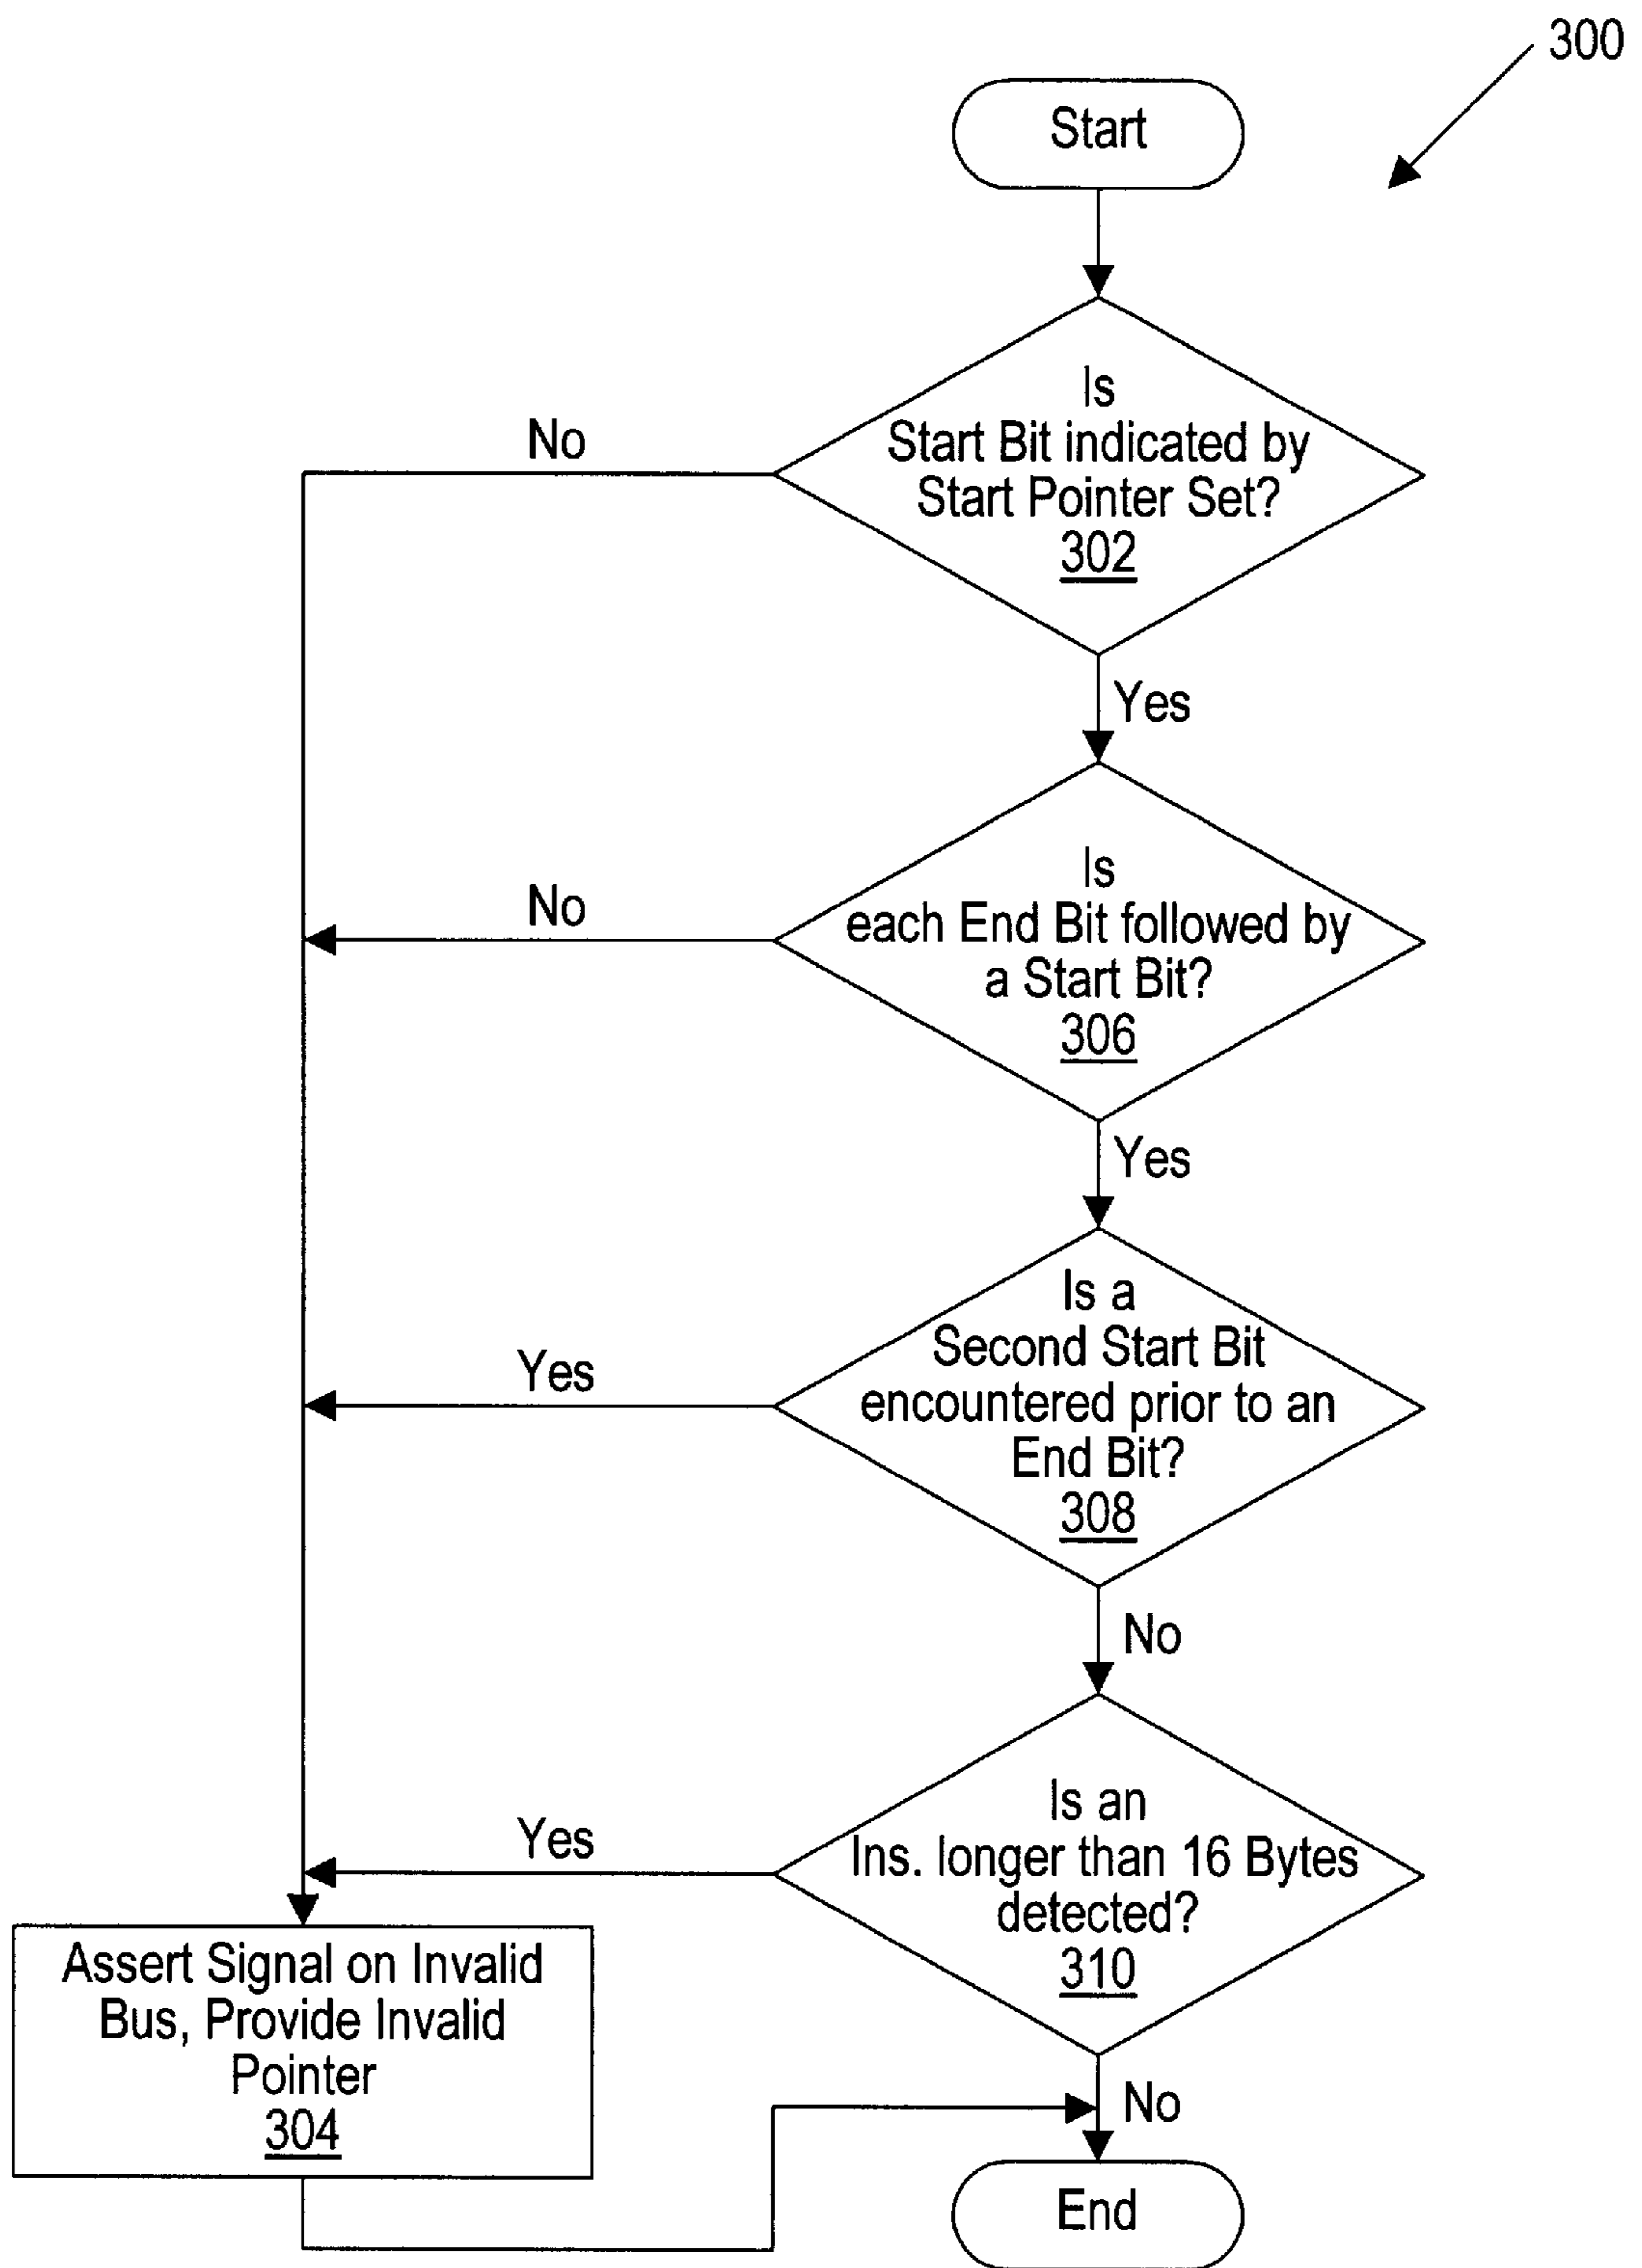 300
Start
Is
Start Bit indicated by
Start Pointer Set?
302
No
Yes
Is
each End Bit followed by
a Start Bit?
306
No
Yes
Is a
Second Start Bit
encountered prior to an
End Bit?
308
Yes
No
Is an
Ins. longer than 16 Bytes
detected?
310
Yes
No
Assert Signal on Invalid
Bus, Provide Invalid
Pointer
304
End